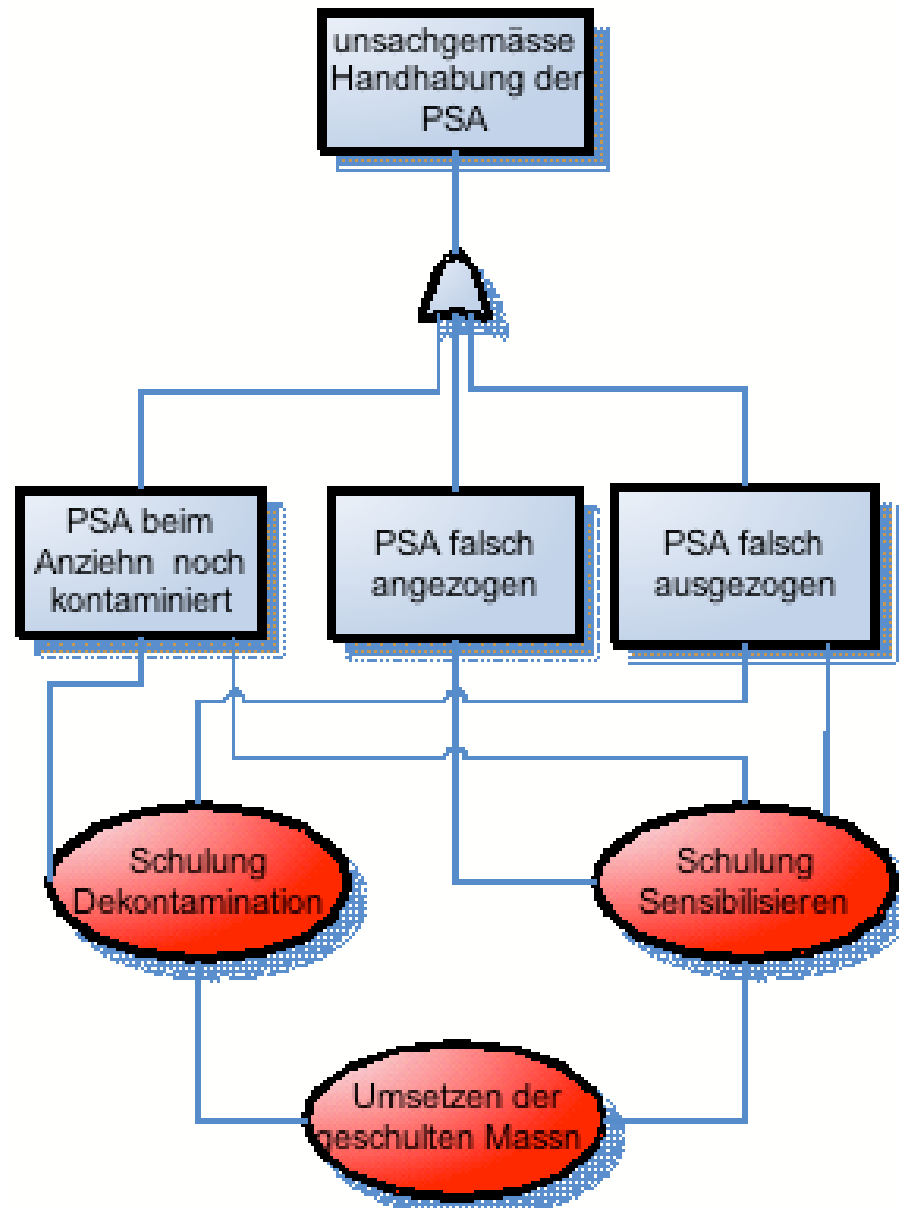 unsachgemässe
Handhabung der
PSA
PSA beim
Anziehn noch
kontaminiert
PSA falsch
angezogen
PSA falsch
ausgezogen
Schulung
Dekontamination
Schulung
Sensibilisieren
Umsetzen der
geschulten Massn